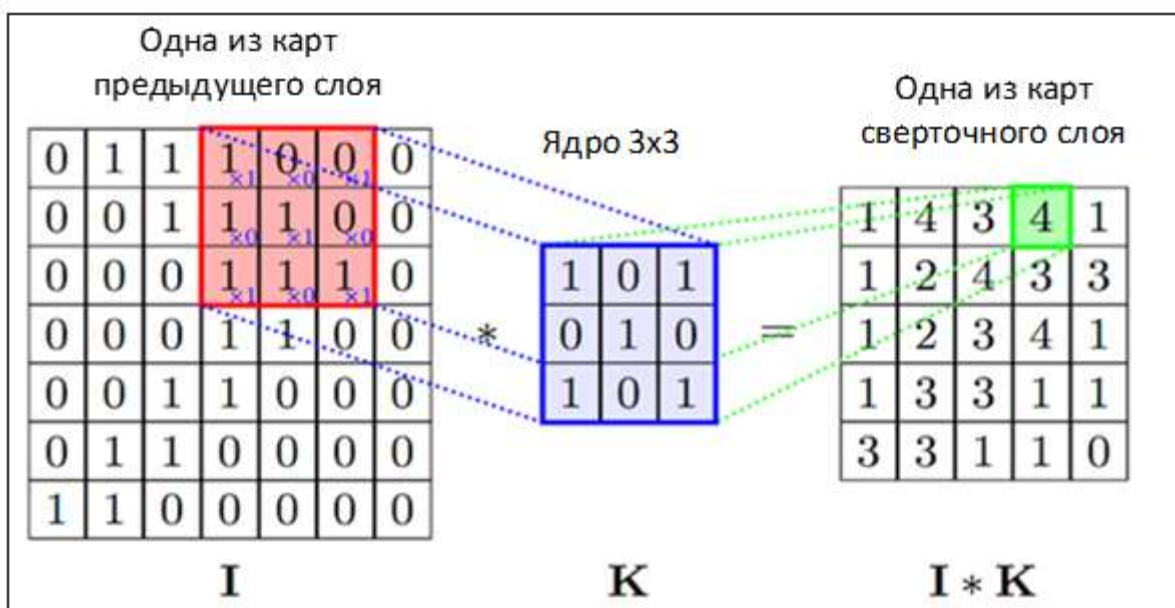 Одна из карт
предыдущего слоя
Ядро 3x3
Одна из карт
сверточного слоя
0 1 1 1 0 0 0
0 0 1 1 1 0 0
0 0 0 1 1 1 0
0 0 0 1 1 0 0
0 0 1 1 0 0 0
0 1 1 0 0 0 0
1 1 0 0 0 0 0
×1 ×0 ×1
×0 ×1 ×0
×1 ×0 ×1
*
1 0 1
0 1 0
1 0 1
=
1 4 3 4 1
1 2 4 3 3
1 2 3 4 1
1 3 3 1 1
3 3 1 1 0
I
K
I * K